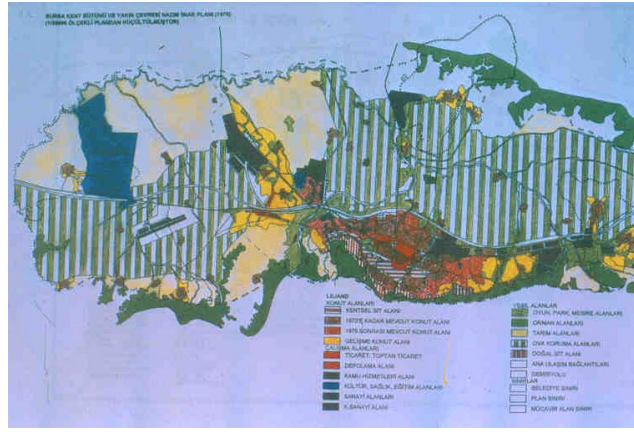 BURSA KENT BÜTÜNÜ VE YAKIN ÇEVRESİ NAZIM İMAR PLANI (1976)
ÖLÇEKLİ PLANDAN KÜÇÜLTÜLMÜŞTÜR)
LEJAND
KONUT ALANLARI
KENTSEL SİT ALANI
KADAR MEVCUT KONUT ALANI
SONRASI MEVCUT KONUT ALANI
GELİŞME KONUT ALANI
ÇALIŞMA ALANLARI
TİCARET, TOPTAN TİCARET
DEPOLAMA ALANI
KAMU HİZMETLERİ ALANI
KÜLTÜR, SAĞLIK, EĞİTİM ALANLARI
SANAYİ ALANLARI
K.SANAYİ ALANI
YEŞİL ALANLAR
OYUN, PARK, MESİRE ALANLARI
ORMAN ALANLARI
TARIM ALANLARI
OVA KORUMA ALANLARI
DOĞAL SİT ALANI
ANA ULAŞIM BAĞLANTILARI
DEMİRYOLU
SINIRLAR
BELEDİYE SINIRI
PLAN SINIRI
MÜCAVİR ALAN SINIRI